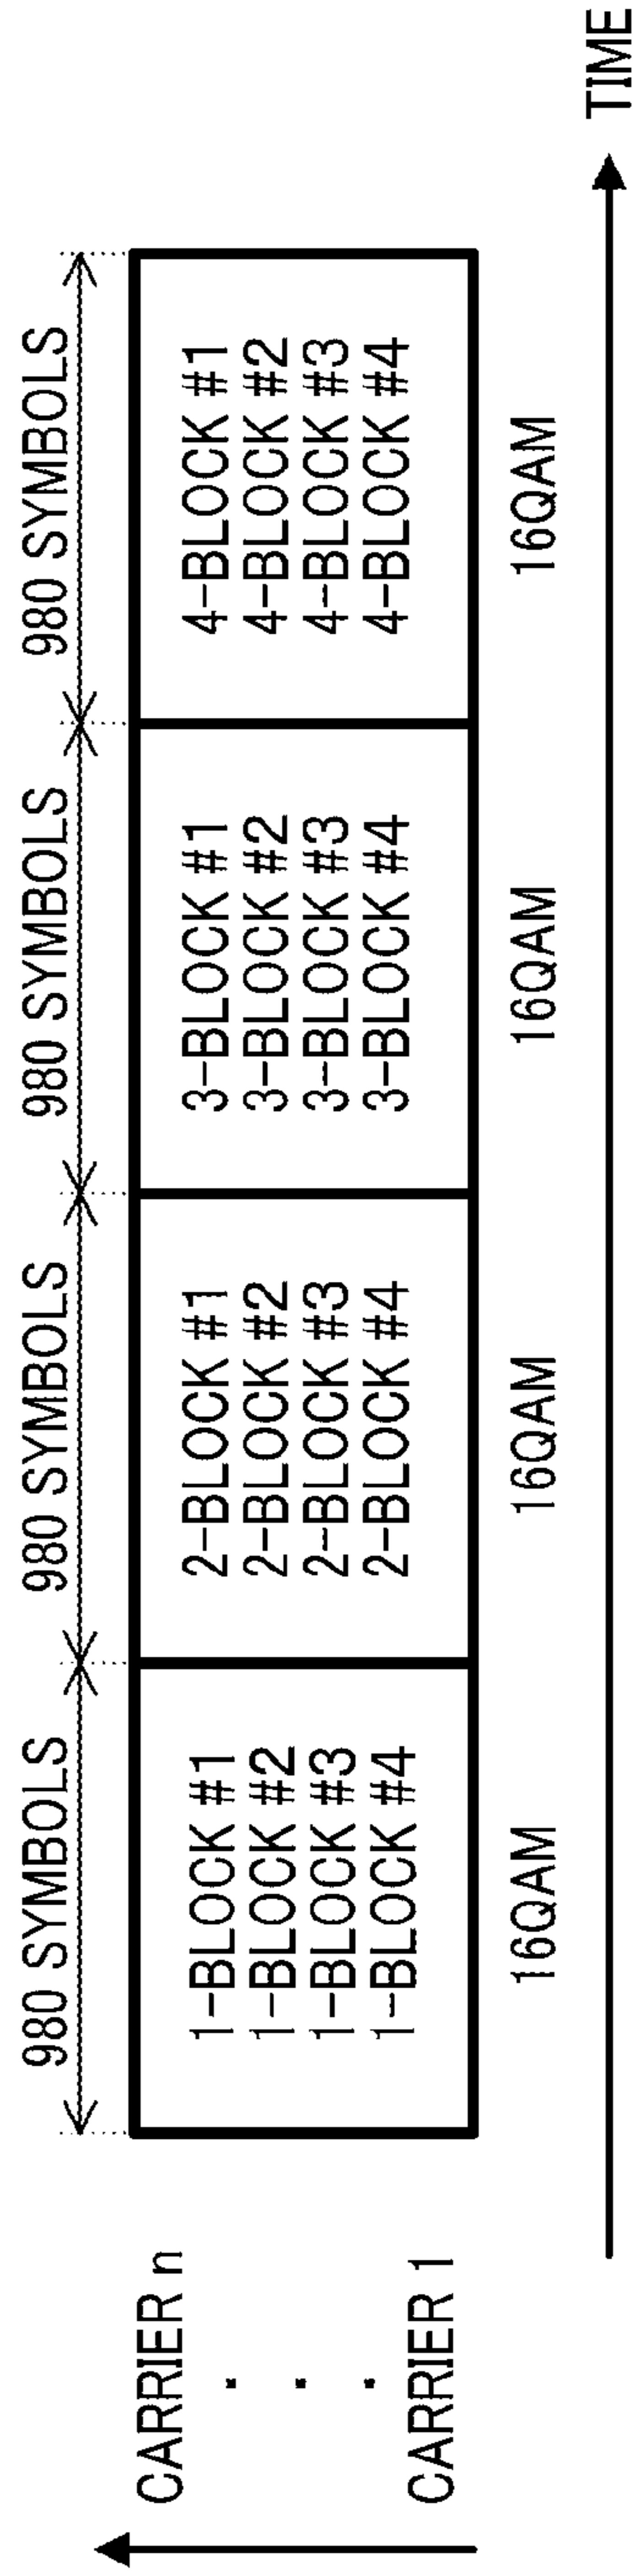 980 SYMBOLS
980 SYMBOLS
980 SYMBOLS
980 SYMBOLS
CARRIER n
CARRIER 1
1-BLOCK #1
1-BLOCK #2
1-BLOCK #3
1-BLOCK #4
2-BLOCK #1
2-BLOCK #2
2-BLOCK #3
2-BLOCK #4
3-BLOCK #1
3-BLOCK #2
3-BLOCK #3
3-BLOCK #4
4-BLOCK #1
4-BLOCK #2
4-BLOCK #3
4-BLOCK #4
16QAM
16QAM
16QAM
16QAM
TIME